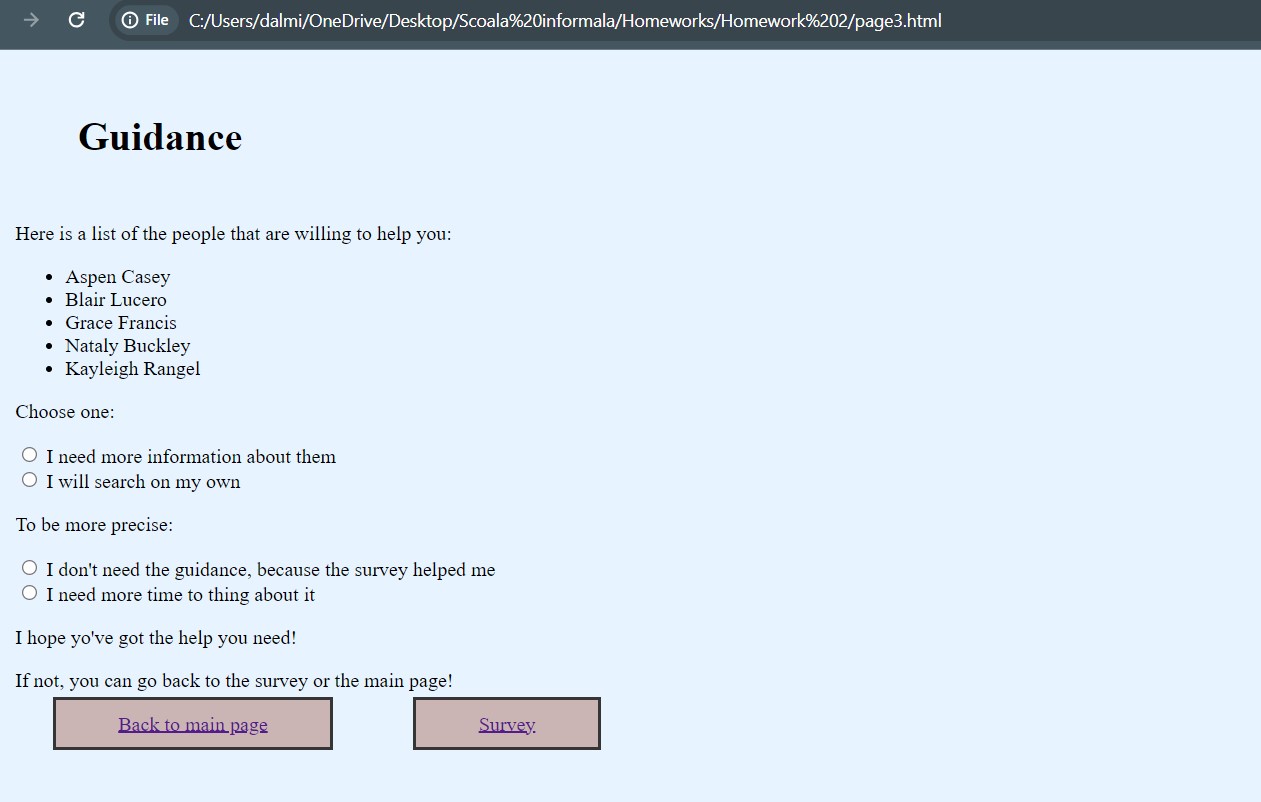 File C:/Users/dalmi/OneDrive/Desktop/Scoala%20informala/Homeworks/Homework%202/page3.html
Guidance
Here is a list of the people that are willing to help you:
Aspen Casey
Blair Lucero
Grace Francis
Nataly Buckley
Kayleigh Rangel
Choose one:
I need more information about them
I will search on my own
To be more precise:
I don't need the guidance, because the survey helped me
I need more time to thing about it
I hope yo've got the help you need!
If not, you can go back to the survey or the main page!
Back to main page Survey